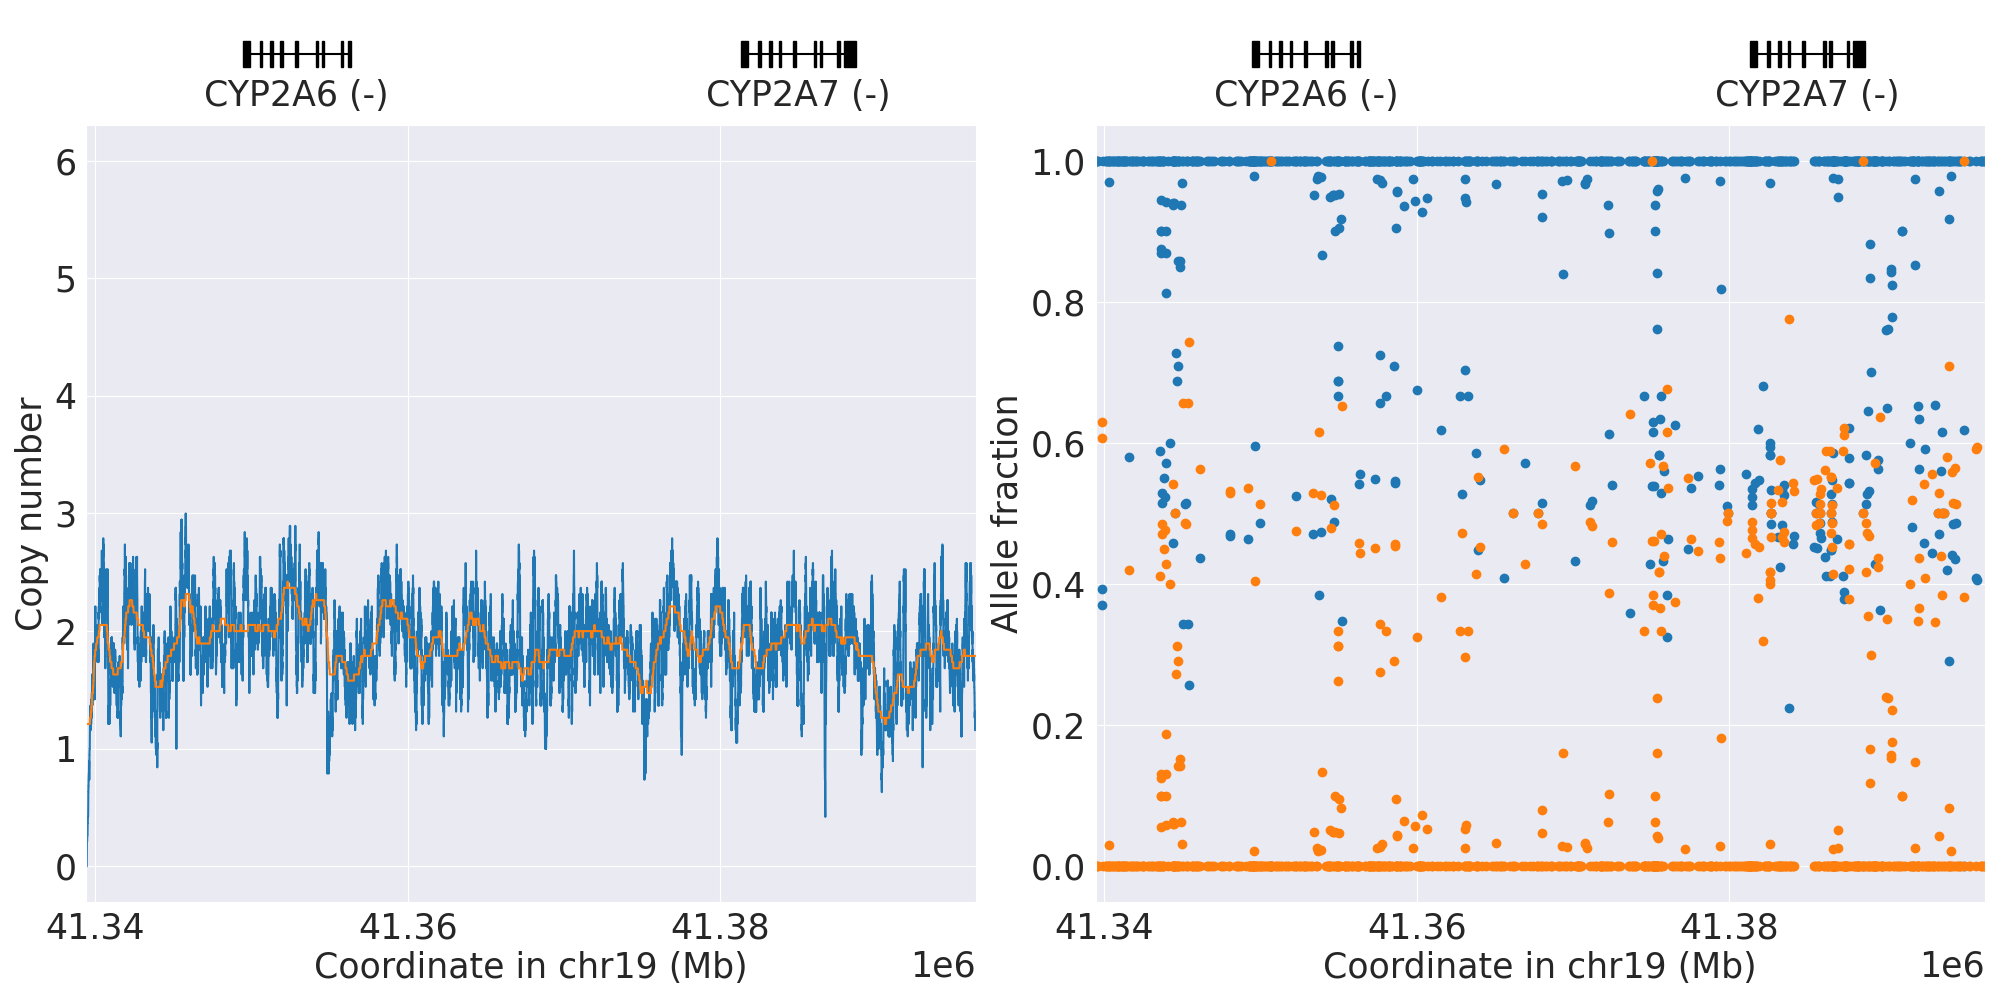 CYP2A6 (-)
CYP2A7 (-)
6
5
4
3
2
1
0
Copy number
41.34
41.36
41.38
Coordinate in chr19 (Mb)
1e6
CYP2A6 (-)
CYP2A7 (-)
1.0
0.8
0.6
0.4
0.2
0.0
Allele fraction
41.34
41.36
41.38
Coordinate in chr19 (Mb)
1e6